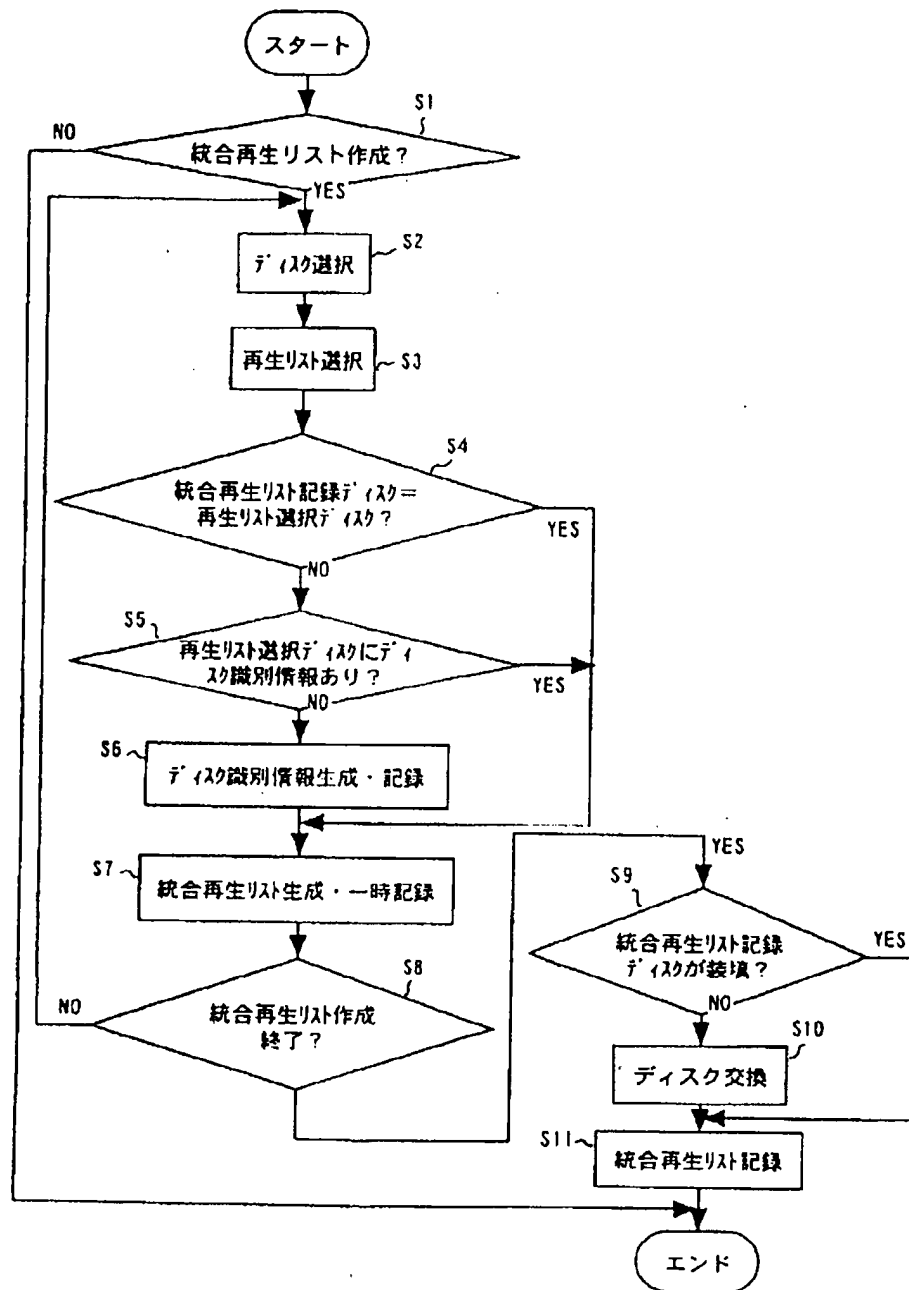 スタート
S1
NO
統合再生リスト作成?
YES
S2
ディスク選択
再生リスト選択
S3
S4
統合再生リスト記録ディスク=
再生リスト選択ディスク?
YES
NO
S5
再生リスト選択ディスクにディ
スク識別情報あり?
YES
NO
S6
ディスク識別情報生成・記録
S7
統合再生リスト生成・一時記録
S8
NO
統合再生リスト作成
終了?
YES
S9
統合再生リスト記録
ディスクが装填?
YES
NO
S10
ディスク交換
S11
統合再生リスト記録
エンド